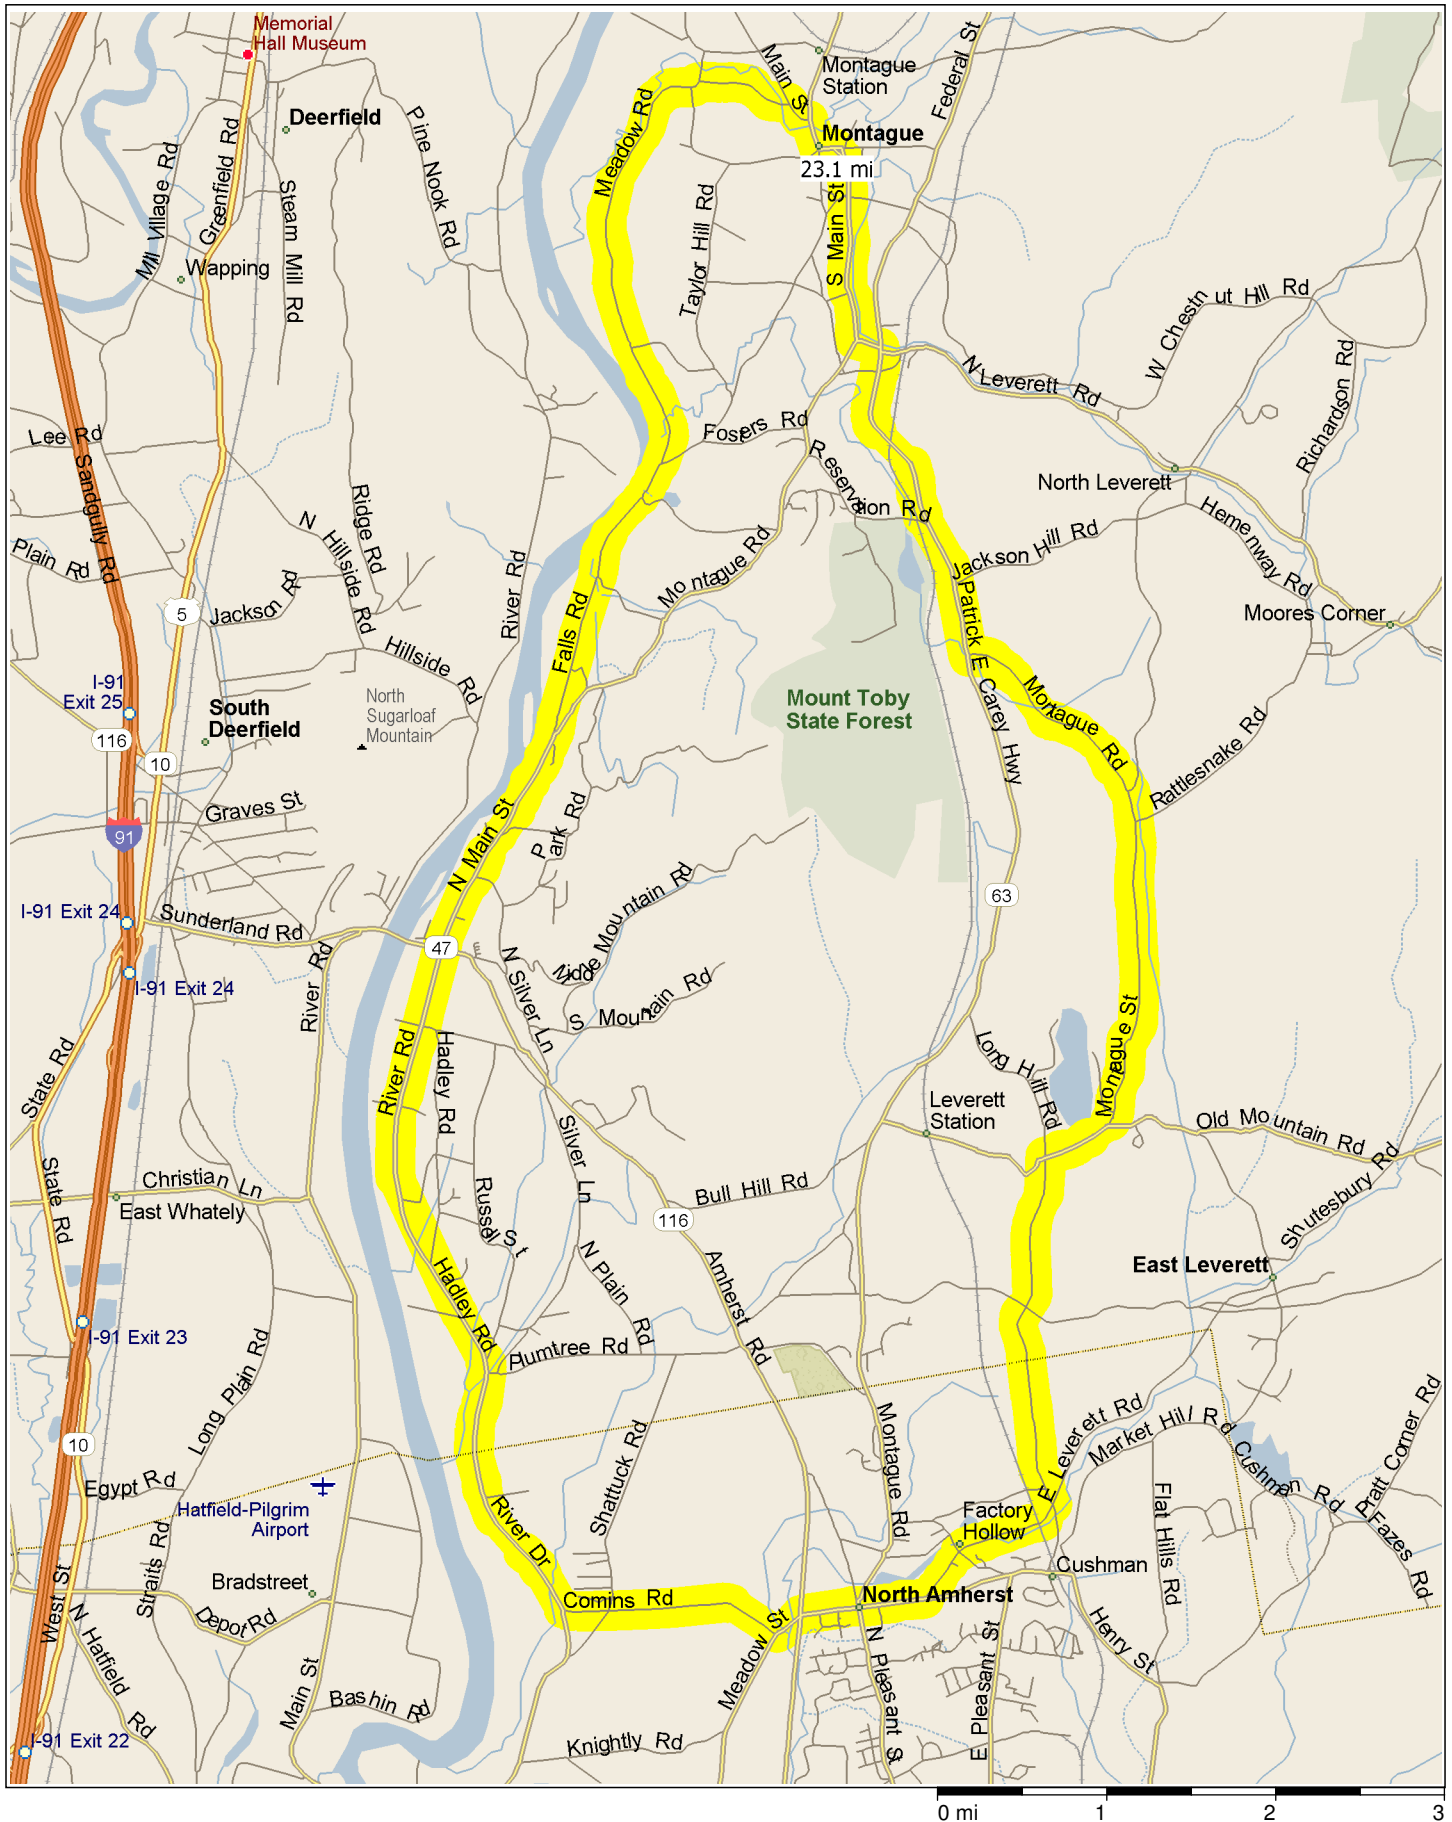 Memorial
Hall Museum
Main St
Montague
Station
Federal St
Deerfield
Pine Nook Rd
Meadow Rd
Montague
23.1 mi
Mill Village Rd
Greenfield Rd
Steam Mill Rd
Taylor Hill Rd
S Main St
Wapping
W Chestnut Hill Rd
N Leverett Rd
Richardson Rd
Lee Rd
Sandgully Rd
Fosters Rd
Reservation Rd
North Leverett
Hemenway Rd
Plain Rd
N Hillside Rd
Ridge Rd
Jackson Rd
River Rd
Montague Rd
Jackson Hill Rd
5
Falls Rd
Patrick E Carey Hwy
Moores Corner
Hillside Rd
I-91
Exit 25
South
Deerfield
North
Sugarloaf
Mountain
Mount Toby
State Forest
Montague Rd
Rattlesnake Rd
116
10
Graves St
91
N Main St
Park Rd
63
I-91 Exit 24
Sunderland Rd
47
Middle Mountain Rd
I-91 Exit 24
River Rd
N Silver Ln
S Mountain Rd
State Rd
River Rd
Hadley Rd
Long Hill Rd
Montague St
Leverett
Station
Old Mountain Rd
Silver Ln
State Rd
Christian Ln
East Whately
Russell St
Bull Hill Rd
Shutesbury Rd
116
Hadley Rd
N Plain Rd
Amherst Rd
East Leverett
I-91 Exit 23
Plumtree Rd
Long Plain Rd
Shattuck Rd
Montague Rd
E Leverett Rd
Market Hill Rd
Cushman Rd
Pratt Corner Rd
10
Egypt Rd
Hatfield-Pilgrim
Airport
River Dr
Factory
Hollow
Flat Hills Rd
Fazes Rd
Straits Rd
West St
Bradstreet
Comins Rd
North Amherst
Cushman
Depot Rd
N Hatfield Rd
Main St
Bashin Rd
Meadow St
N Pleasant St
E Pleasant St
Henry St
I-91 Exit 22
Knightly Rd
0 mi 1 2 3